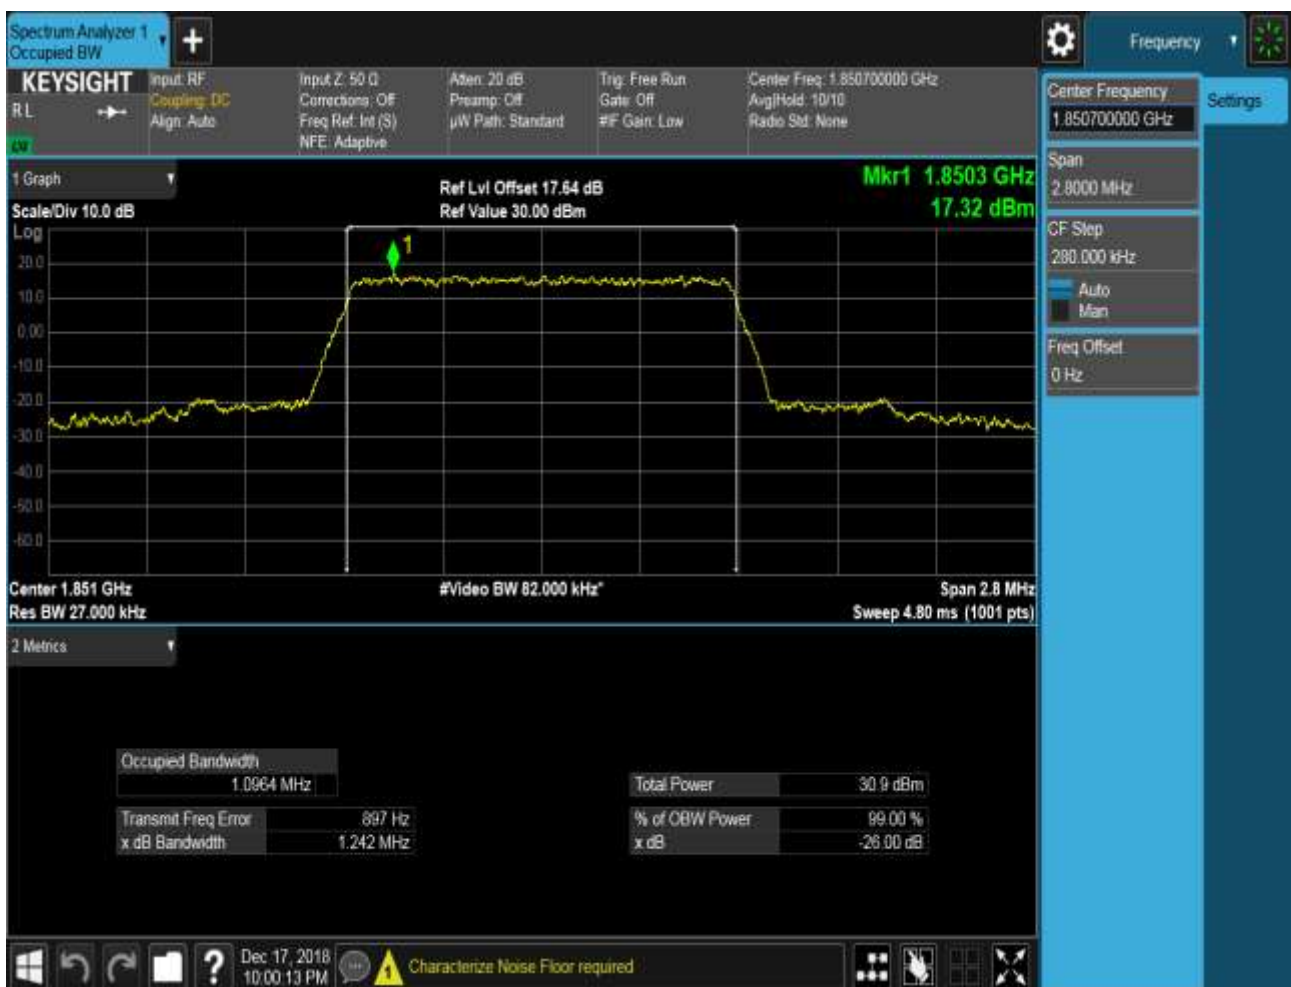 Spectrum Analyzer 1
Occupied BW
Frequency
KEYSIGHT
RL
Input: RF
Coupling: DC
Align: Auto
Input Z: 50 Ω
Corrections: Off
Freq Ref: Int (S)
NFE: Adaptive
Atten: 20 dB
Preamp: Off
µW Path: Standard
Trig: Free Run
Gate: Off
#IF Gain: Low
Center Freq: 1.850700000 GHz
Avg|Hold: 10/10
Radio Std: None
Center Frequency
1.850700000 GHz
Settings
Span
2.8000 MHz
CF Step
280.000 kHz
Auto
Man
Freq Offset
0 Hz
1 Graph
Scale/Div 10.0 dB
Ref Lvl Offset 17.64 dB
Ref Value 30.00 dBm
Mkr1 1.8503 GHz
17.32 dBm
Log
1
20.0
10.0
0.00
-10.0
-20.0
-30.0
-40.0
-50.0
-60.0
Center 1.851 GHz
Res BW 27.000 kHz
#Video BW 82.000 kHz*
Span 2.8 MHz
Sweep 4.80 ms (1001 pts)
2 Metrics
Occupied Bandwidth
1.0964 MHz
Total Power 30.9 dBm
Transmit Freq Error 897 Hz
% of OBW Power 99.00 %
x dB Bandwidth 1.242 MHz
x dB -26.00 dB
?
Dec 17, 2018
10:00:13 PM
1
Characterize Noise Floor required